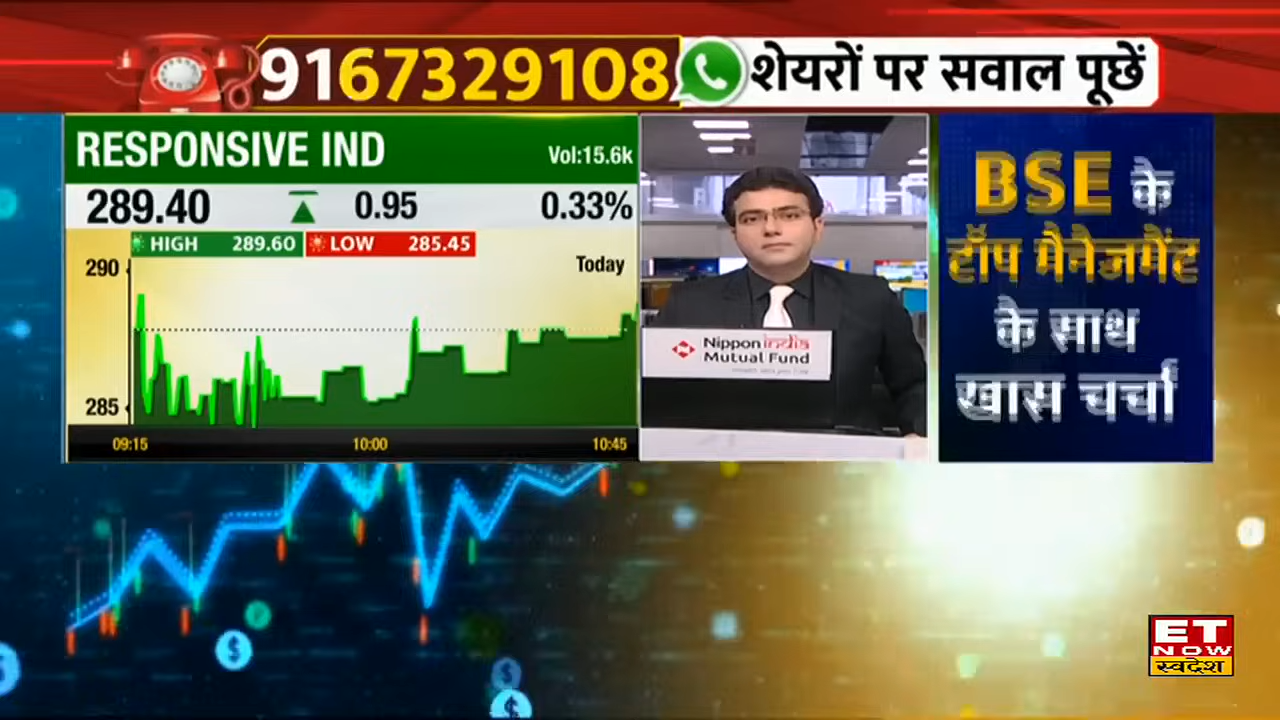 9167329108 शेयरों पर सवाल पूछें
RESPONSIVE IND Vol:15.6k
289.40 0.95 0.33%
HIGH 289.60 LOW 285.45
Today
290
285
09:15 10:00 10:45
Nippon india
Mutual Fund
BSE के
टॉप मैनेजमेंट
के साथ
खास चर्चा
ET
NOW
स्वदेश